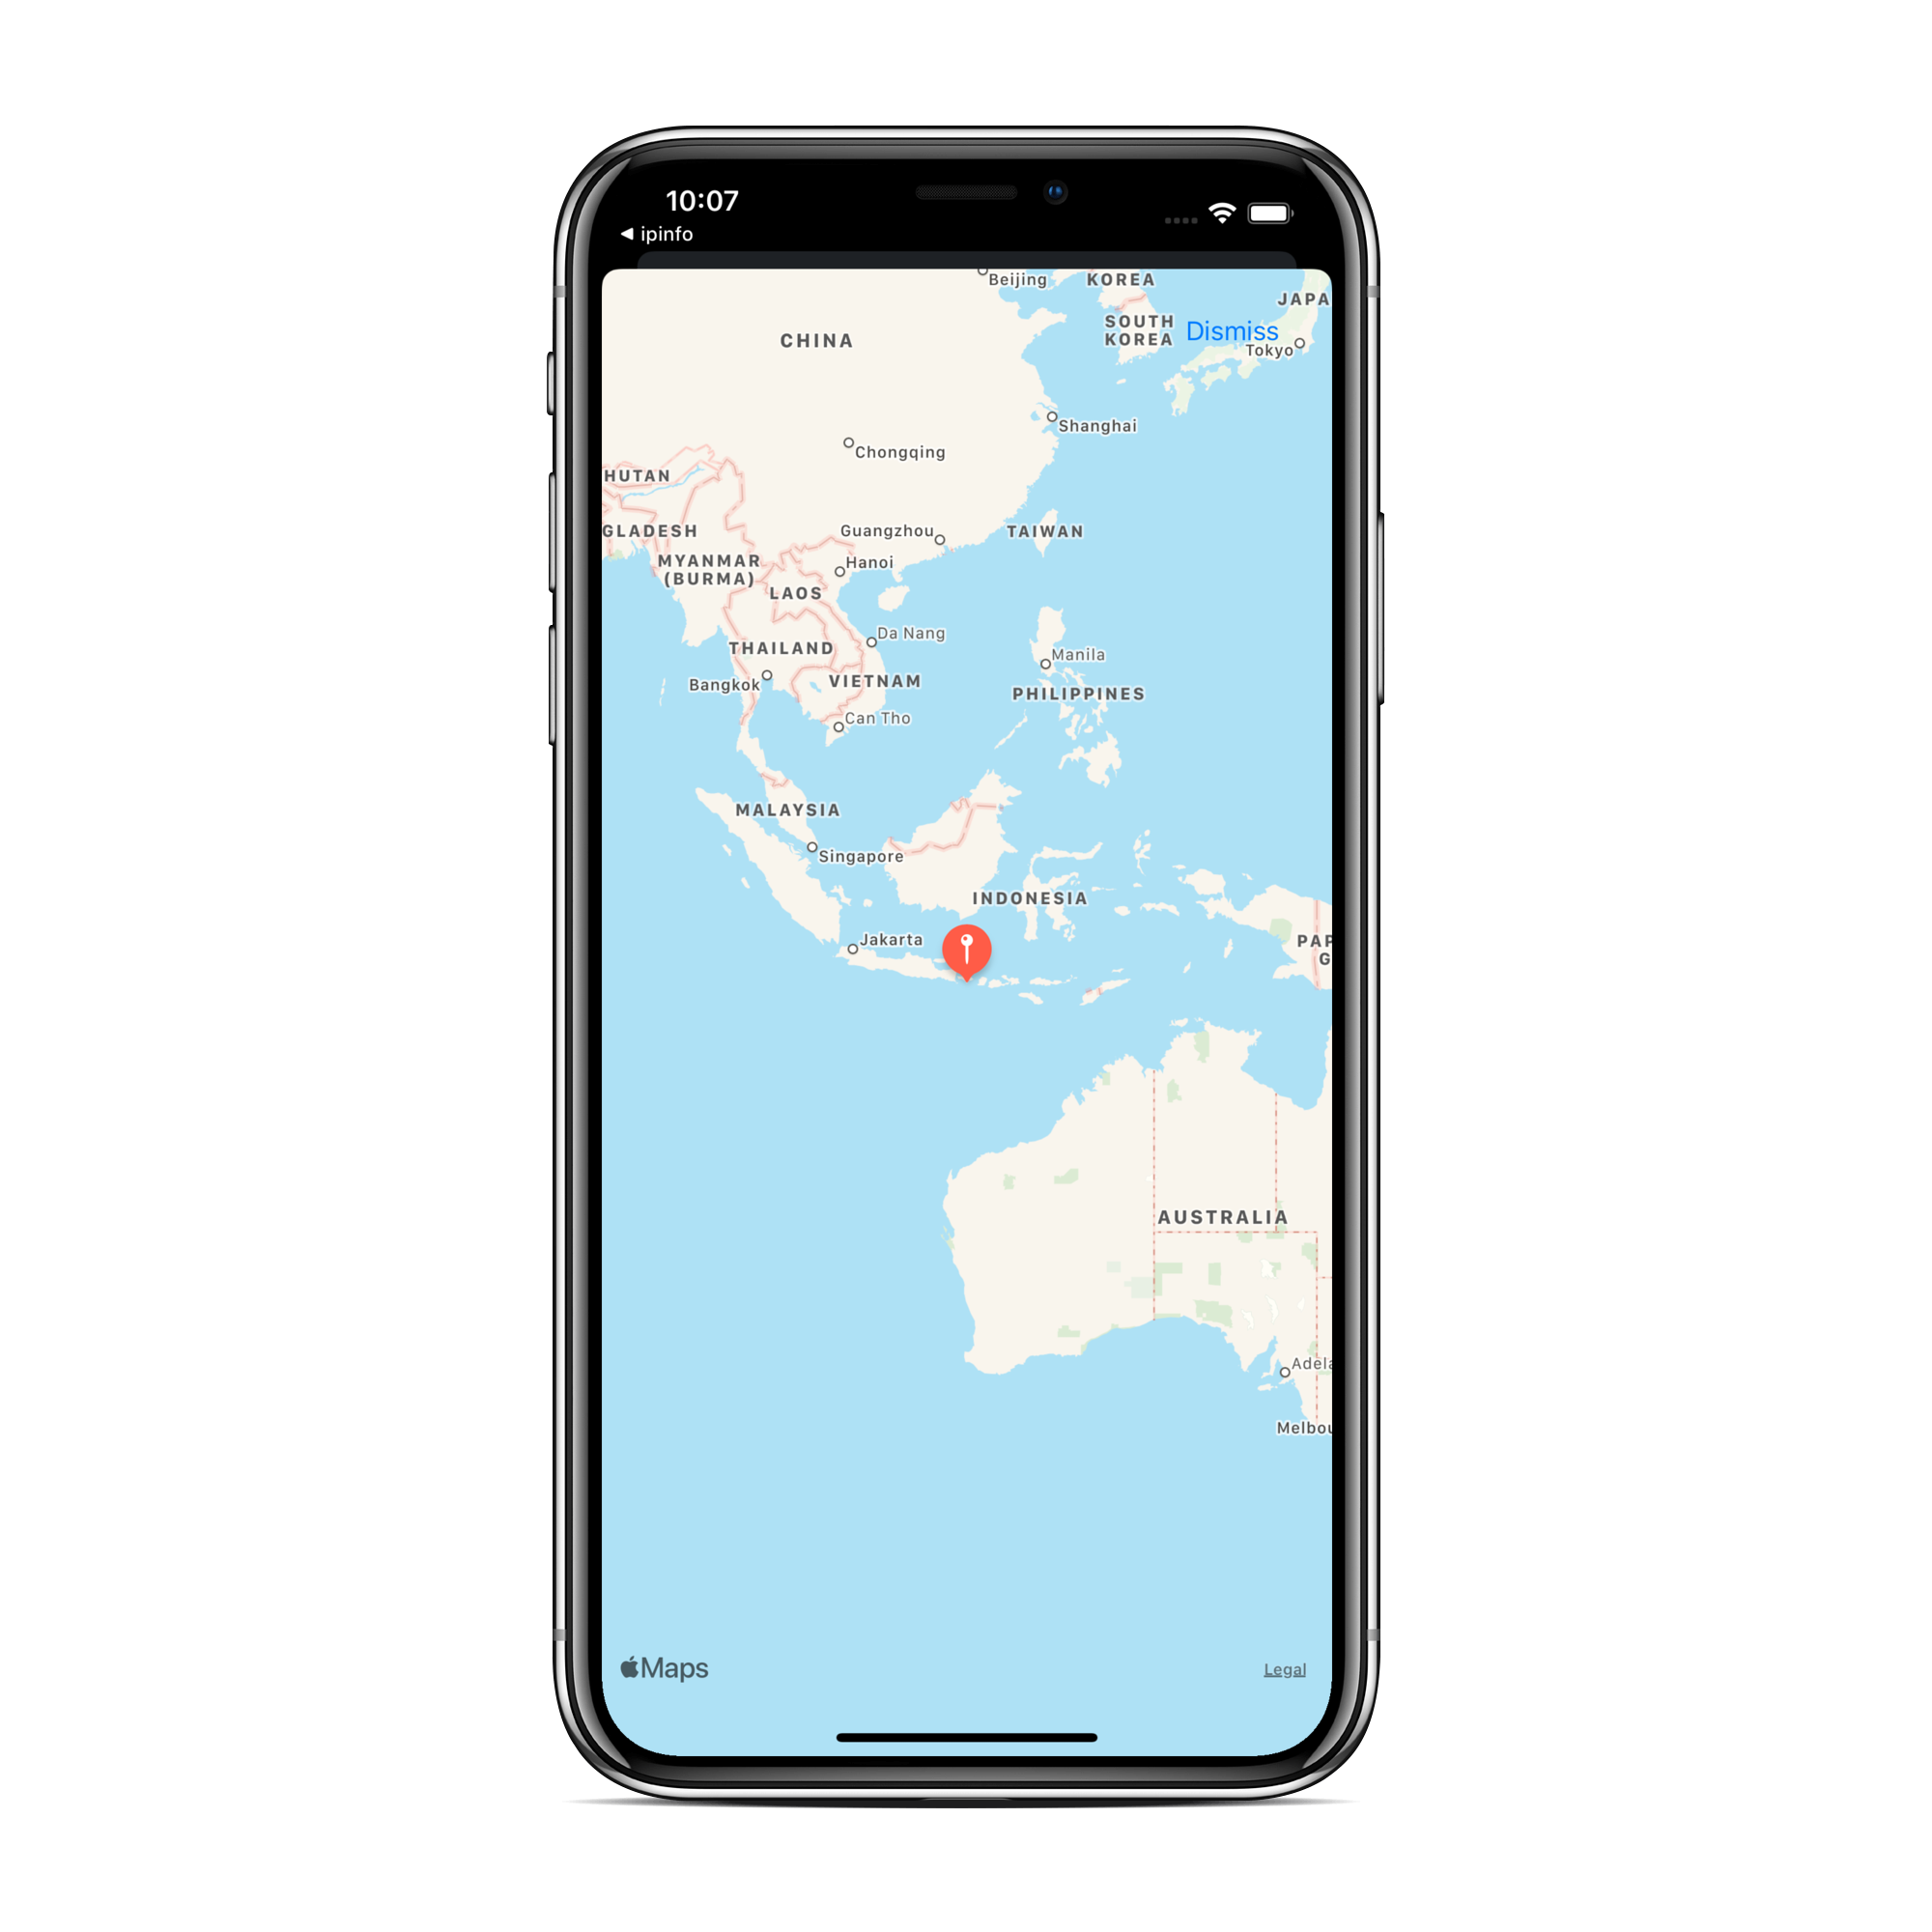 10:07
◀ ipinfo
Beijing
KOREA
JAPA
CHINA
SOUTH
KOREA
Dismiss
Tokyo
Shanghai
Chongqing
HUTAN
GLADESH
Guangzhou
TAIWAN
MYANMAR
(BURMA)
Hanoi
LAOS
Da Nang
THAILAND
Manila
Bangkok
VIETNAM
PHILIPPINES
Can Tho
MALAYSIA
Singapore
INDONESIA
Jakarta
PAP
G
AUSTRALIA
Adela
Melbou
Maps
Legal